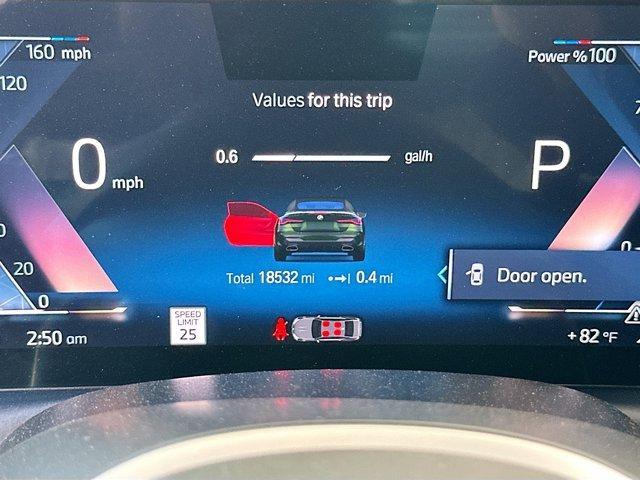 160 mph
Power %100
120
Values for this trip
0.6 gal/h
0 mph
P
20
0
0
Total 18532 mi 0.4 mi
Door open.
2:50 am
SPEED
LIMIT
25
+82 °F